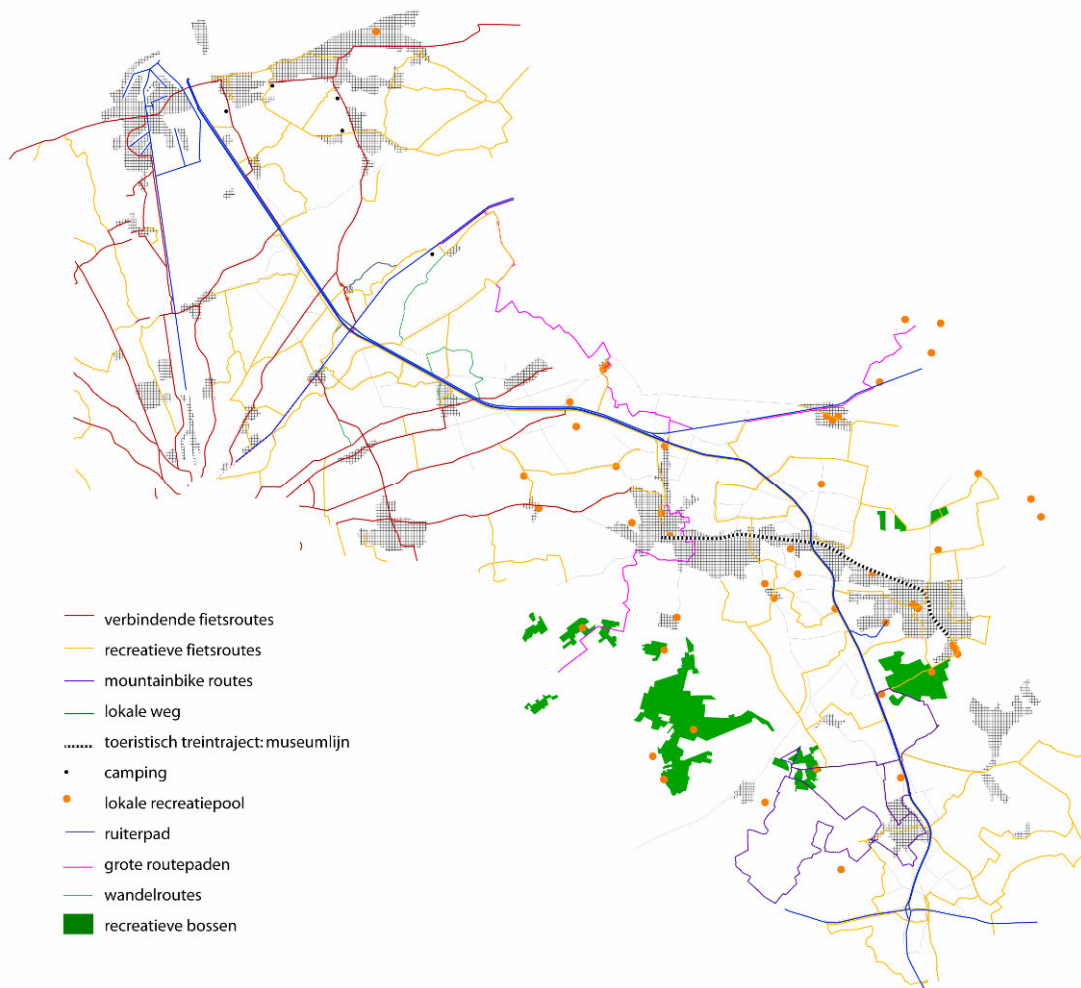 verbindende fietsroutes
recreatieve fietsroutes
mountainbike routes
lokale weg
toeristisch treintraject: museumlijn
camping
lokale recreatiepool
ruiterpad
grote routepaden
wandelroutes
recreatieve bossen